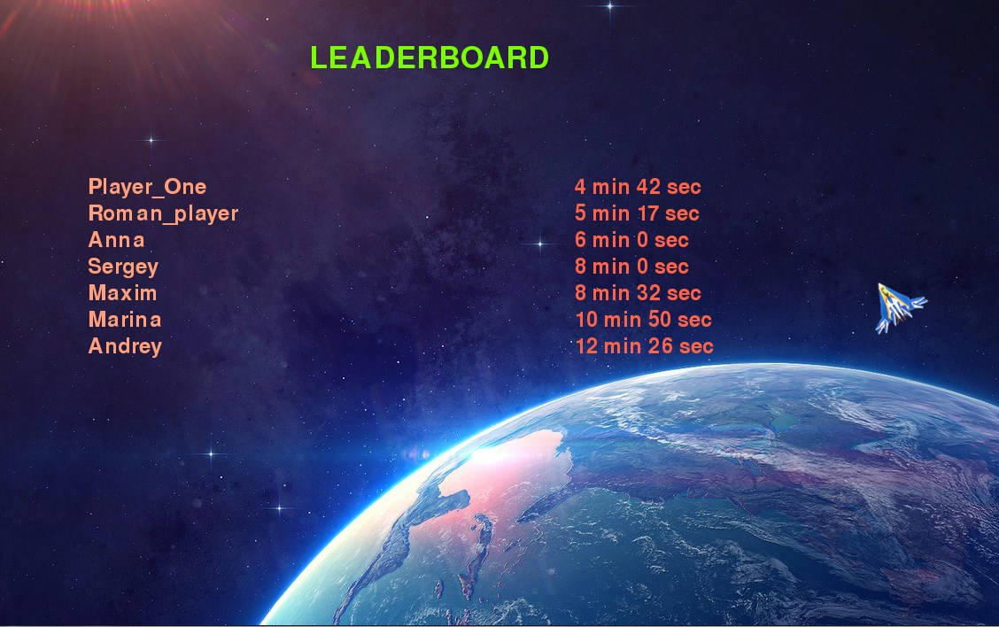 LEADERBOARD
Player_One 4 min 42 sec
Roman_player 5 min 17 sec
Anna 6 min 0 sec
Sergey 8 min 0 sec
Maxim 8 min 32 sec
Marina 10 min 50 sec
Andrey 12 min 26 sec